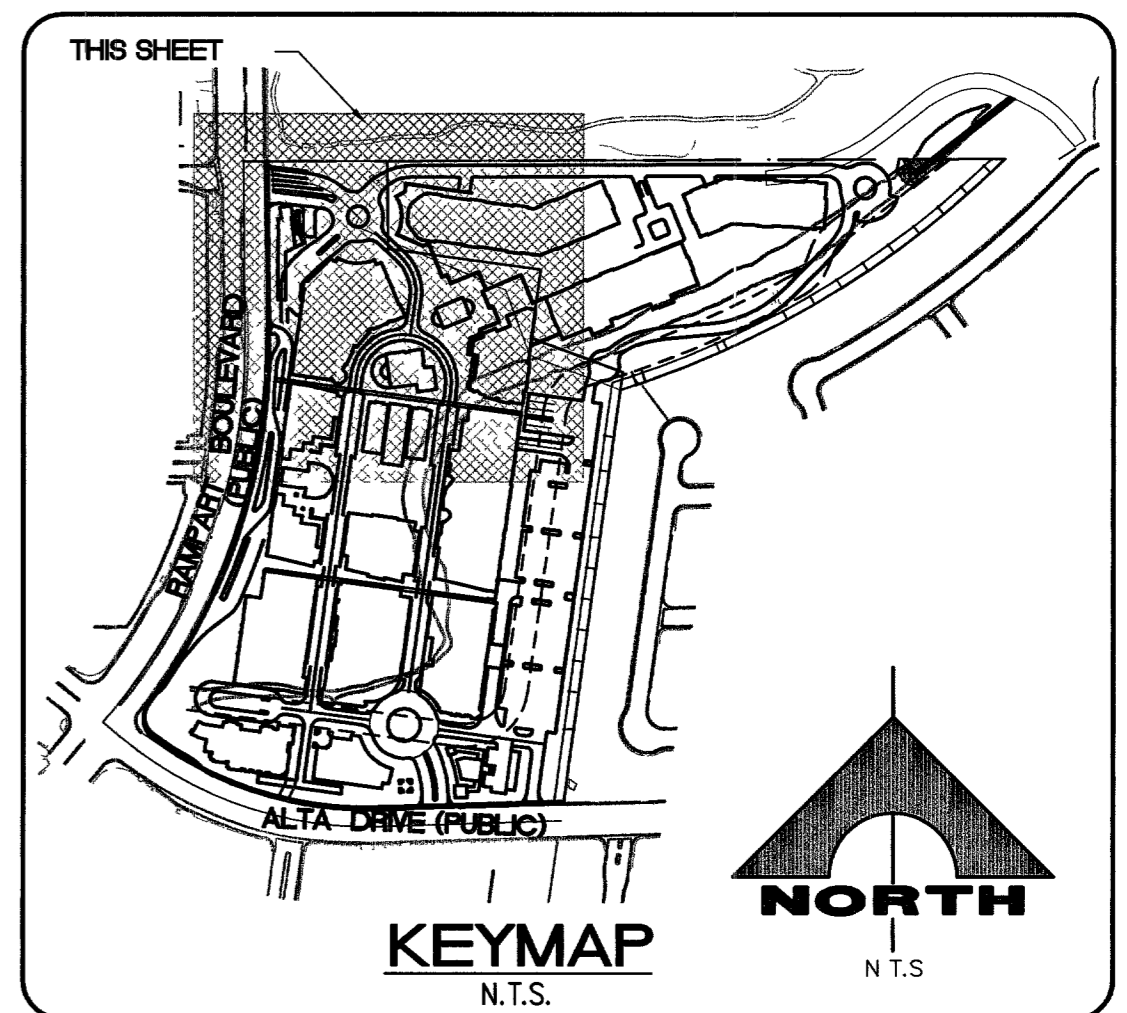 THIS SHEET
RAMPART BOULEVARD
(PUBLIC)
ALTA DRIVE (PUBLIC)
KEYMAP
N.T.S.
NORTH
N T.S